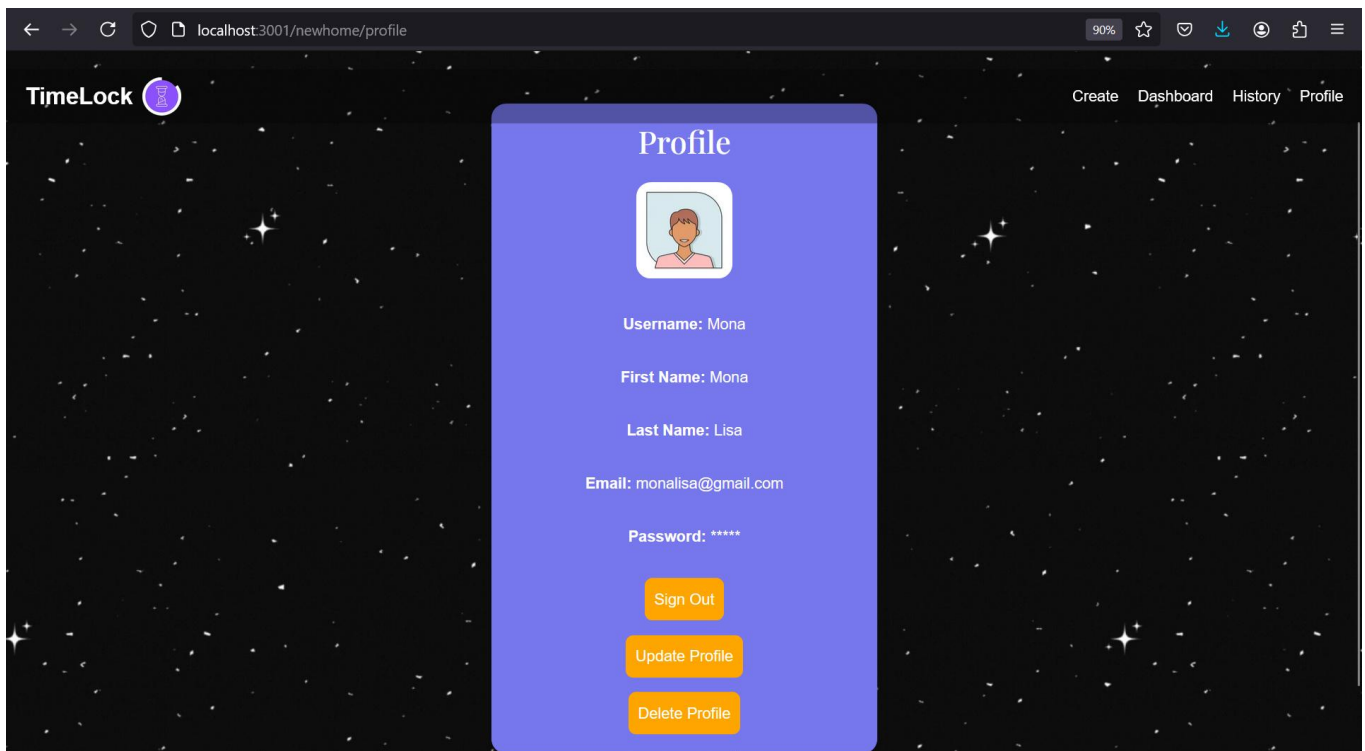 localhost:3001/newhome/profile
90%
TimeLock
Create Dashboard History Profile
Profile
Username: Mona
First Name: Mona
Last Name: Lisa
Email: monalisa@gmail.com
Password: *****
Sign Out
Update Profile
Delete Profile